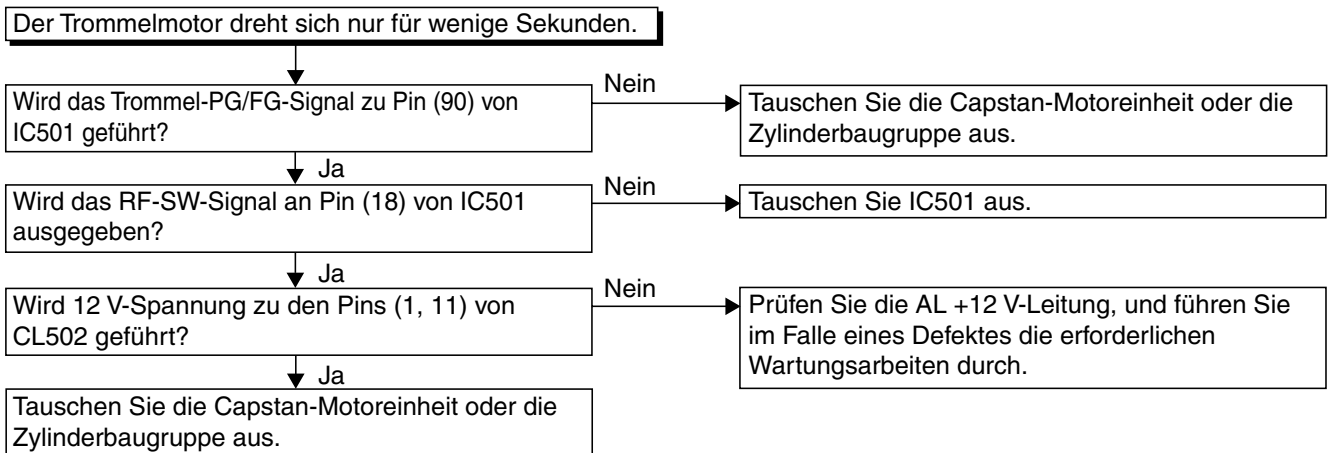 Der Trommelmotor dreht sich nur für wenige Sekunden.
Wird das Trommel-PG/FG-Signal zu Pin (90) von
IC501 geführt?
Nein
Tauschen Sie die Capstan-Motoreinheit oder die
Zylinderbaugruppe aus.
Ja
Wird das RF-SW-Signal an Pin (18) von IC501
ausgegeben?
Nein
Tauschen Sie IC501 aus.
Ja
Wird 12 V-Spannung zu den Pins (1, 11) von
CL502 geführt?
Nein
Prüfen Sie die AL +12 V-Leitung, und führen Sie
im Falle eines Defektes die erforderlichen
Wartungsarbeiten durch.
Ja
Tauschen Sie die Capstan-Motoreinheit oder die
Zylinderbaugruppe aus.